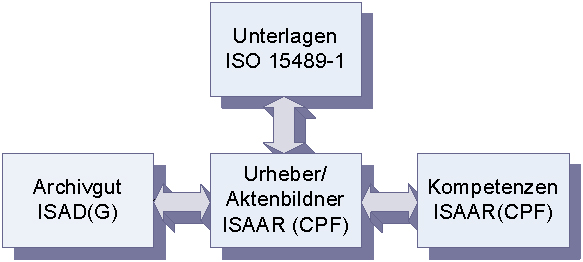 Unterlagen
ISO 15489-1
Archivgut
ISAD(G)
Urheber/
Aktenbildner
ISAAR (CPF)
Kompetenzen
ISAAR(CPF)